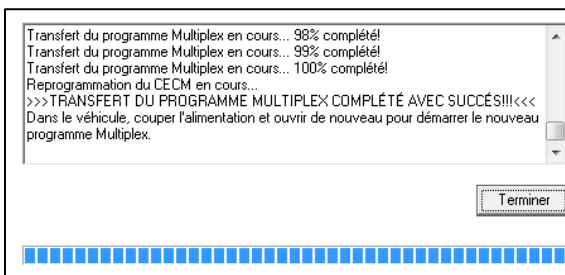 Transfert du programme Multiplex en cours... 98% complété!
Transfert du programme Multiplex en cours... 99% complété!
Transfert du programme Multiplex en cours... 100% complété!
Reprogrammation du CECM en cours...
>>>TRANSFERT DU PROGRAMME MULTIPLEX COMPLÉTÉ AVEC SUCCÉS!!!<<<
Dans le véhicule, couper l'alimentation et ouvrir de nouveau pour démarrer le nouveau
programme Multiplex.
Terminer